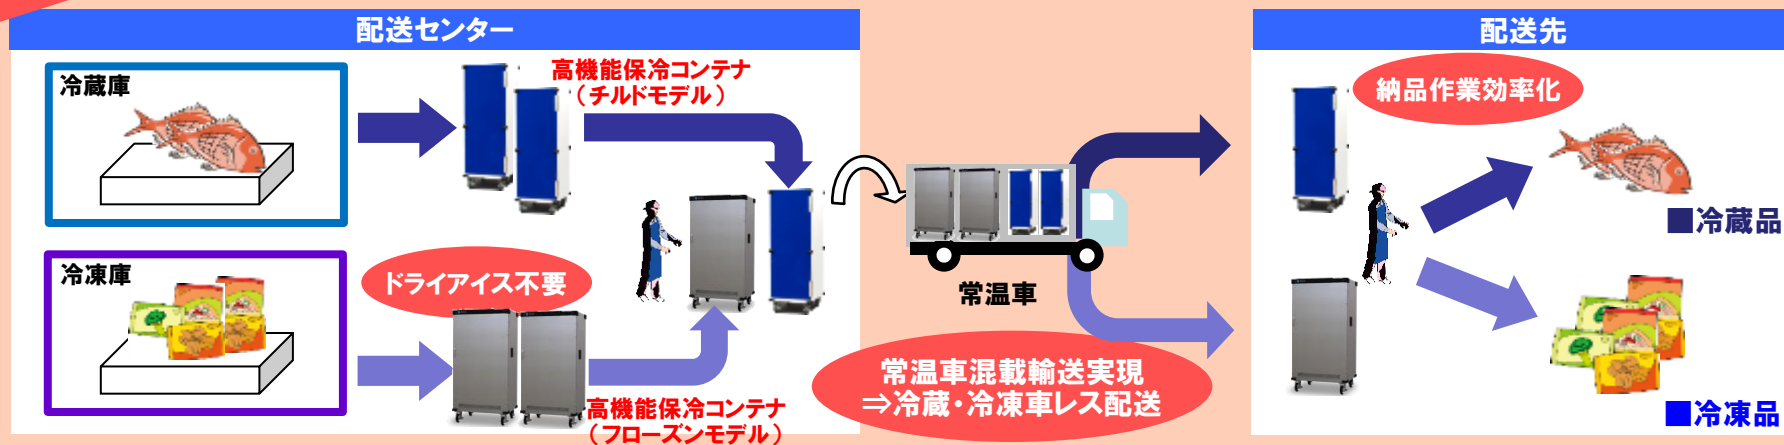 配送センター
冷蔵庫
高機能保冷コンテナ
(チルドモデル)
冷凍庫
ドライアイス不要
高機能保冷コンテナ
(フローズンモデル)
常温車
常温車混載輸送実現
⇒冷蔵・冷凍車レス配送
配送先
納品作業効率化
■冷蔵品
■冷凍品